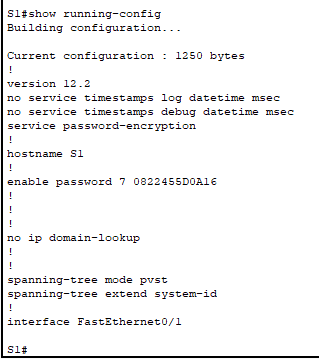 S1#show running-config
Building configuration...
Current configuration : 1250 bytes
!
version 12.2
no service timestamps log datetime msec
no service timestamps debug datetime msec
service password-encryption
!
hostname S1
!
enable password 7 0822455D0A16
!
!
!
no ip domain-lookup
!
!
spanning-tree mode pvst
spanning-tree extend system-id
!
interface FastEthernet0/1
S1#